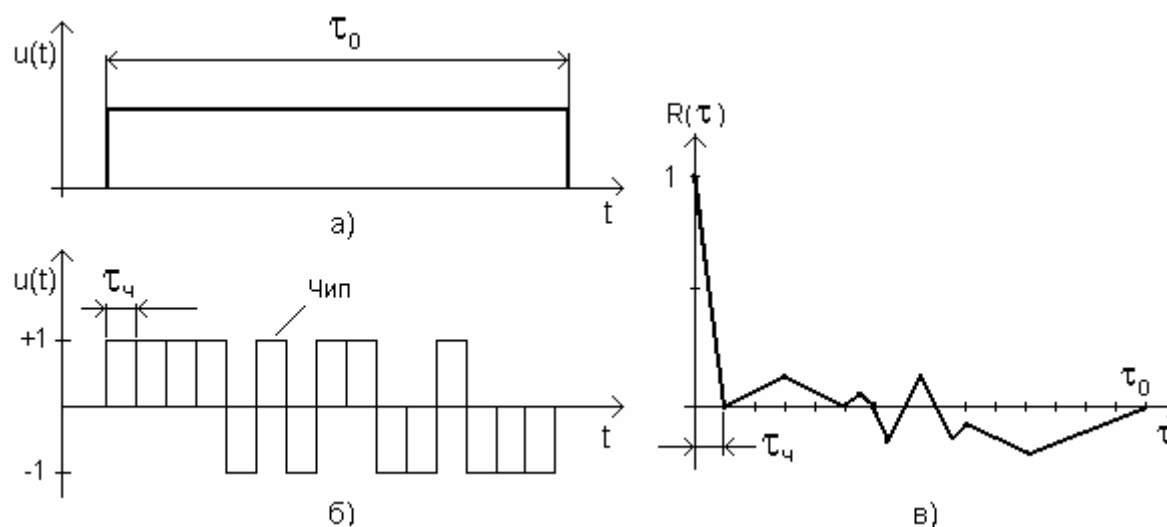 u(t)
τ₀
t
а)
u(t)
τч
Чип
+1
-1
t
б)
R(τ)
1
τч
τ₀
τ
в)